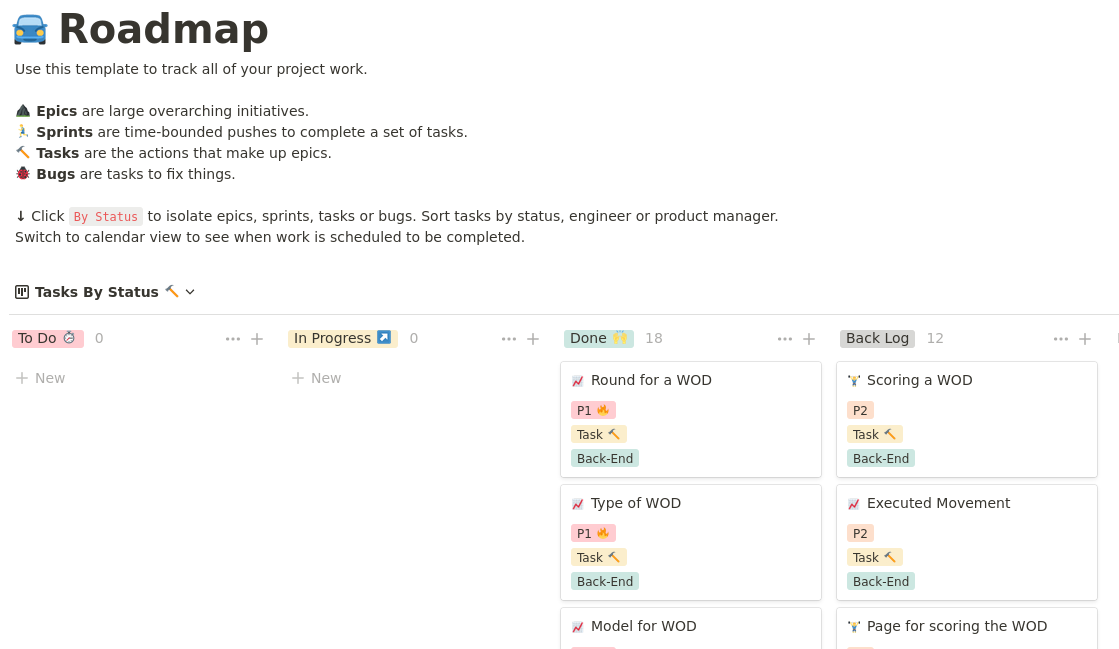 Roadmap
Use this template to track all of your project work.
Epics are large overarching initiatives.
Sprints are time-bounded pushes to complete a set of tasks.
Tasks are the actions that make up epics.
Bugs are tasks to fix things.
↓ Click By Status to isolate epics, sprints, tasks or bugs. Sort tasks by status, engineer or product manager.
Switch to calendar view to see when work is scheduled to be completed.
Tasks By Status
To Do 0
In Progress 0
Done 18
Back Log 12
New
New
Round for a WOD
P1
Task
Back-End
Type of WOD
P1
Task
Back-End
Model for WOD
Scoring a WOD
P2
Task
Back-End
Executed Movement
P2
Task
Back-End
Page for scoring the WOD